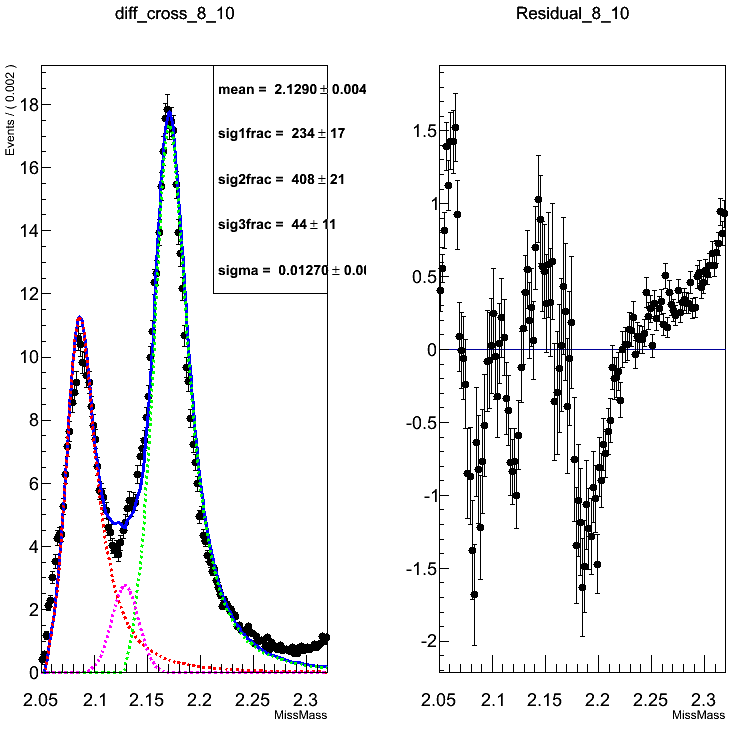 diff_cross_8_10
Events / ( 0.002 )
18
16
14
12
10
8
6
4
2
0
mean = 2.1290 ± 0.004
sig1frac = 234 ± 17
sig2frac = 408 ± 21
sig3frac = 44 ± 11
sigma = 0.01270 ± 0.00
2.05 2.1 2.15 2.2 2.25 2.3
MissMass
Residual_8_10
1.5
1
0.5
0
-0.5
-1
-1.5
-2
2.05 2.1 2.15 2.2 2.25 2.3
MissMass